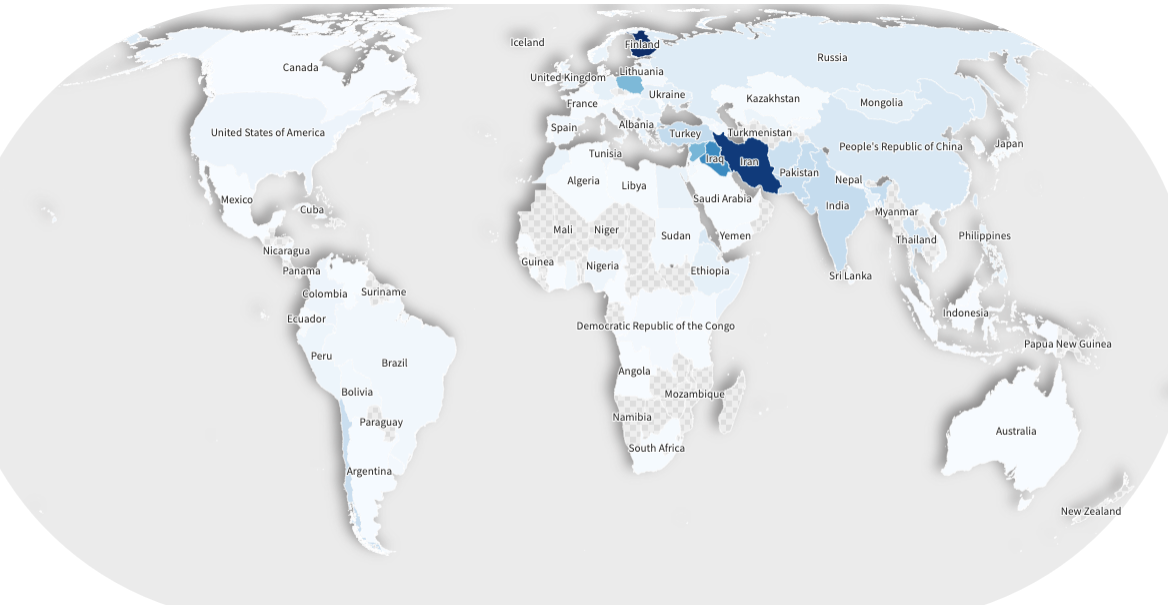 Iceland
Finland
Canada
Russia
United Kingdom
Lithuania
Ukraine
France
Kazakhstan
Mongolia
Spain
Albania
United States of America
Turkey
Turkmenistan
People's Republic of China
Japan
Tunisia
Iraq
Iran
Pakistan
Nepal
Algeria
Libya
Saudi Arabia
India
Mexico
Cuba
Myanmar
Mali
Niger
Sudan
Yemen
Thailand
Philippines
Nicaragua
Guinea
Nigeria
Ethiopia
Panama
Sri Lanka
Colombia
Suriname
Ecuador
Democratic Republic of the Congo
Indonesia
Papua New Guinea
Peru
Brazil
Angola
Bolivia
Mozambique
Paraguay
Namibia
Australia
South Africa
Argentina
New Zealand